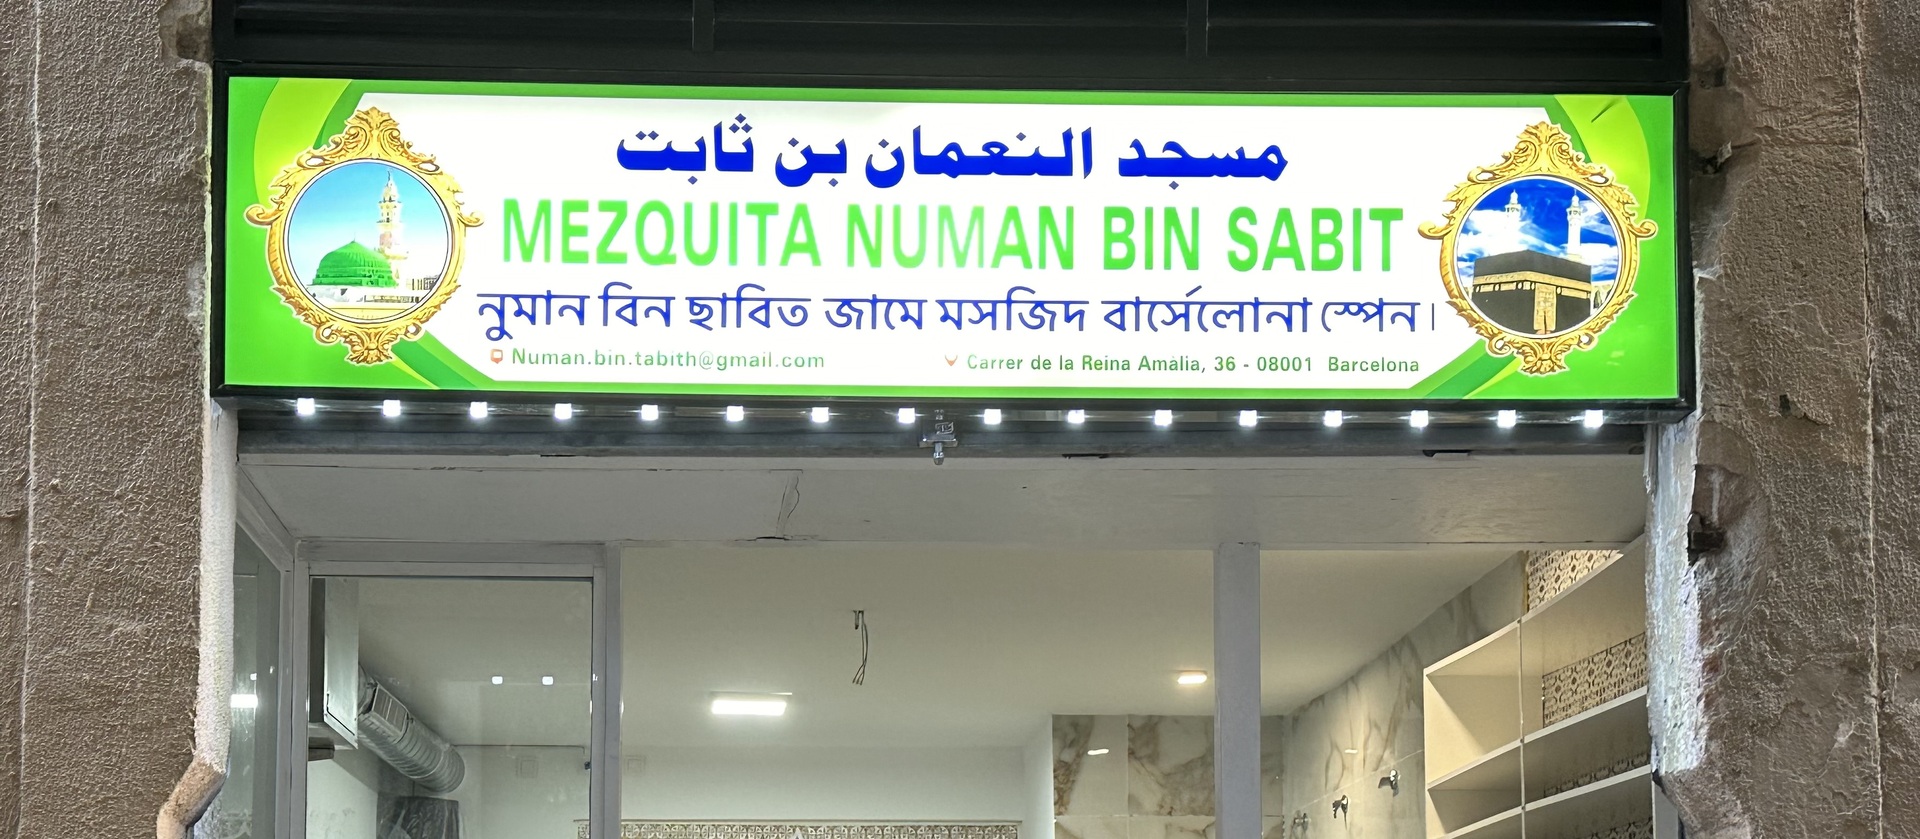 مسجد النعمان بن ثابت
MEZQUITA NUMAN BIN SABIT
নুমান বিন ছাবিত জামে মসজিদ বার্সেলোনা স্পেন।
Numan.bin.tabith@gmail.com
Carrer de la Reina Amàlia, 36 - 08001 Barcelona